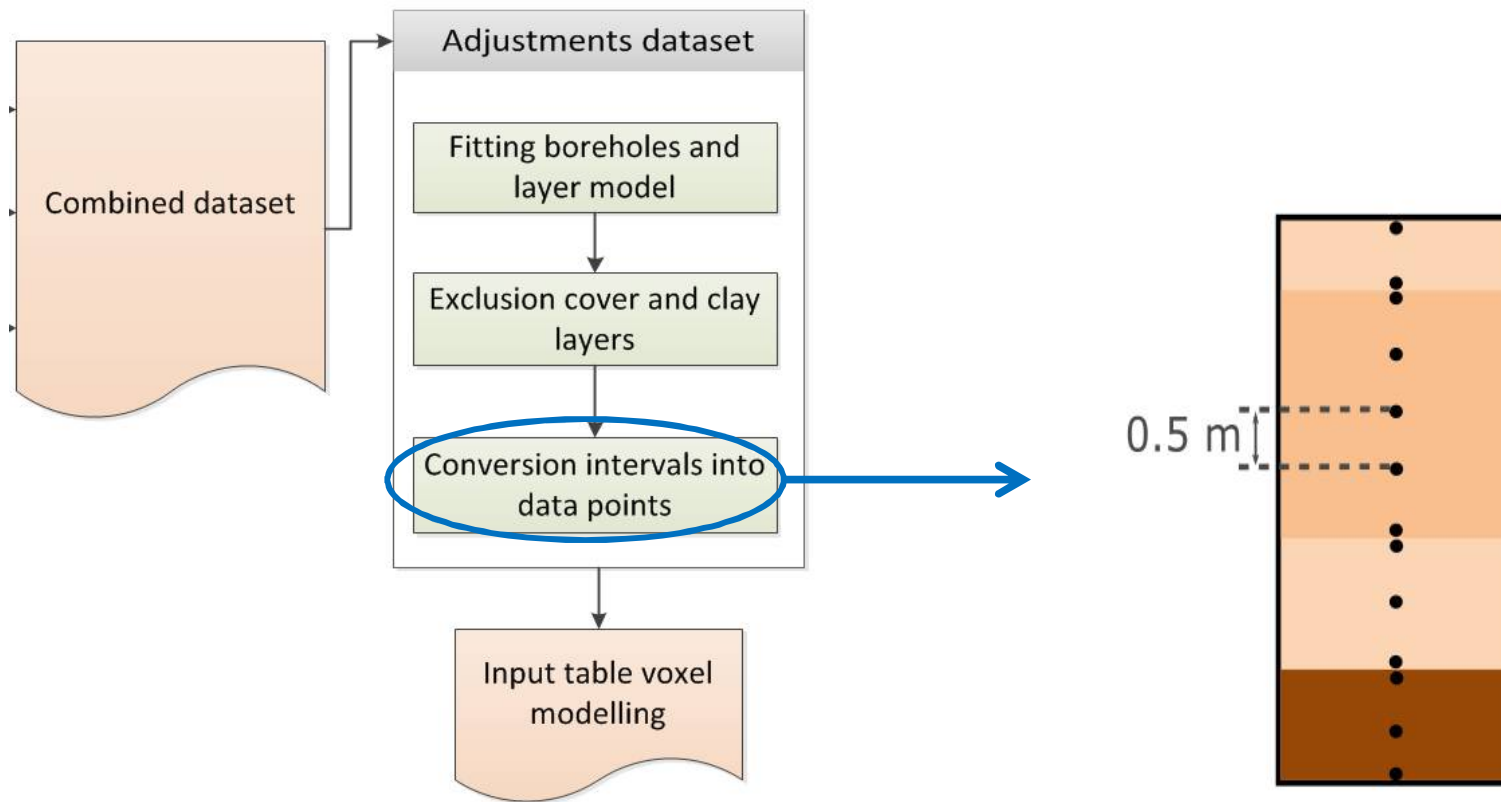 Adjustments dataset
Combined dataset
Fitting boreholes and
layer model
Exclusion cover and clay
layers
Conversion intervals into
data points
Input table voxel
modelling
0.5 m